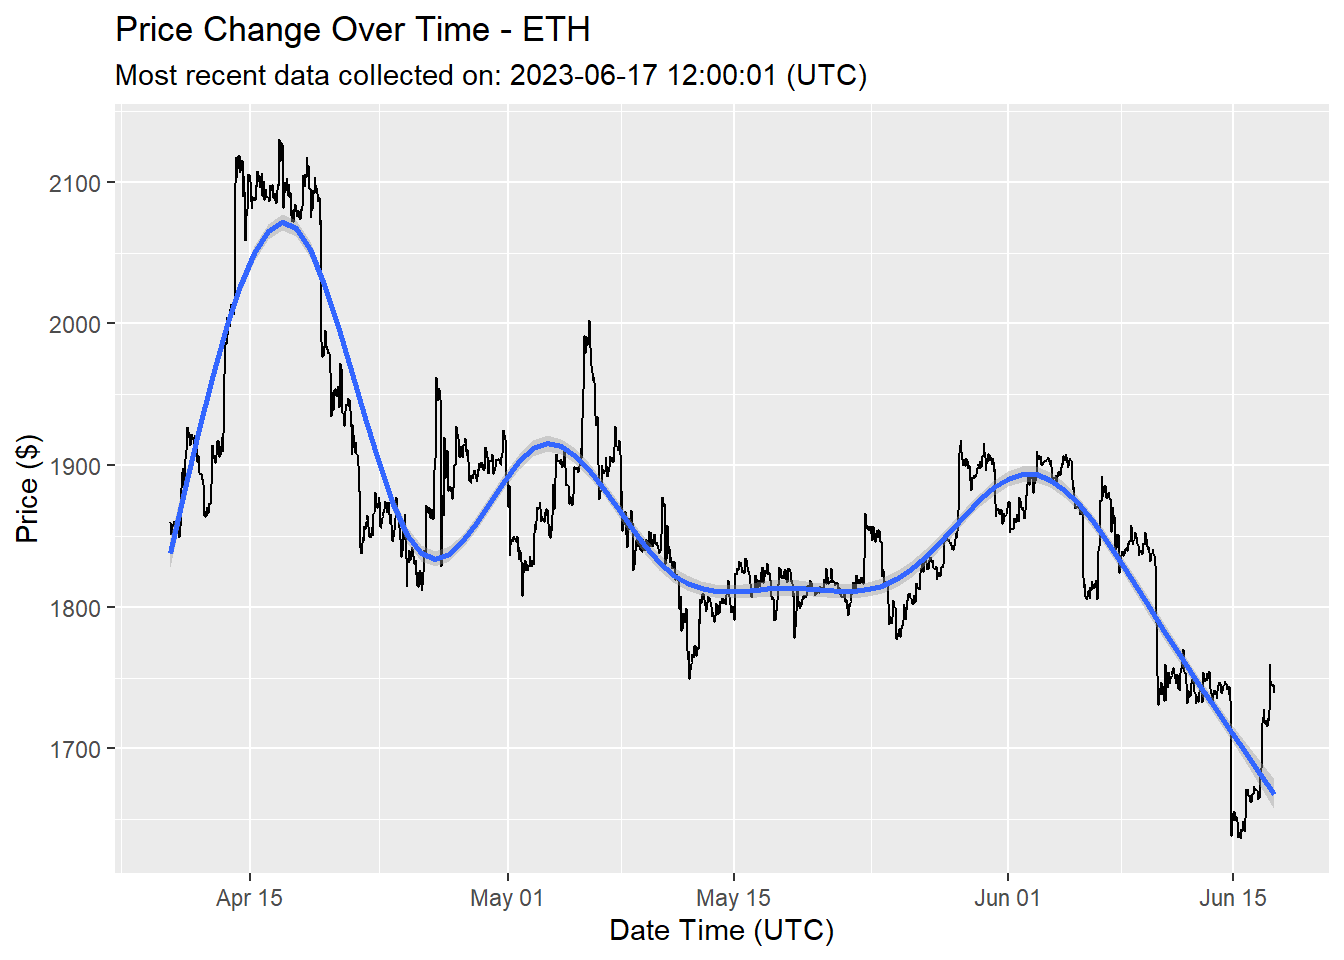 Price Change Over Time - ETH
Most recent data collected on: 2023-06-17 12:00:01 (UTC)
2100
2000
1900
1800
1700
Price ($)
Apr 15
May 01
May 15
Jun 01
Jun 15
Date Time (UTC)